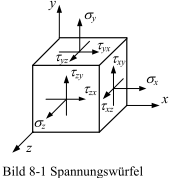 y
σy
τyz τyx
τxy
τzy
σx
τzx
τxz
x
σz
z
Bild 8-1 Spannungswürfel